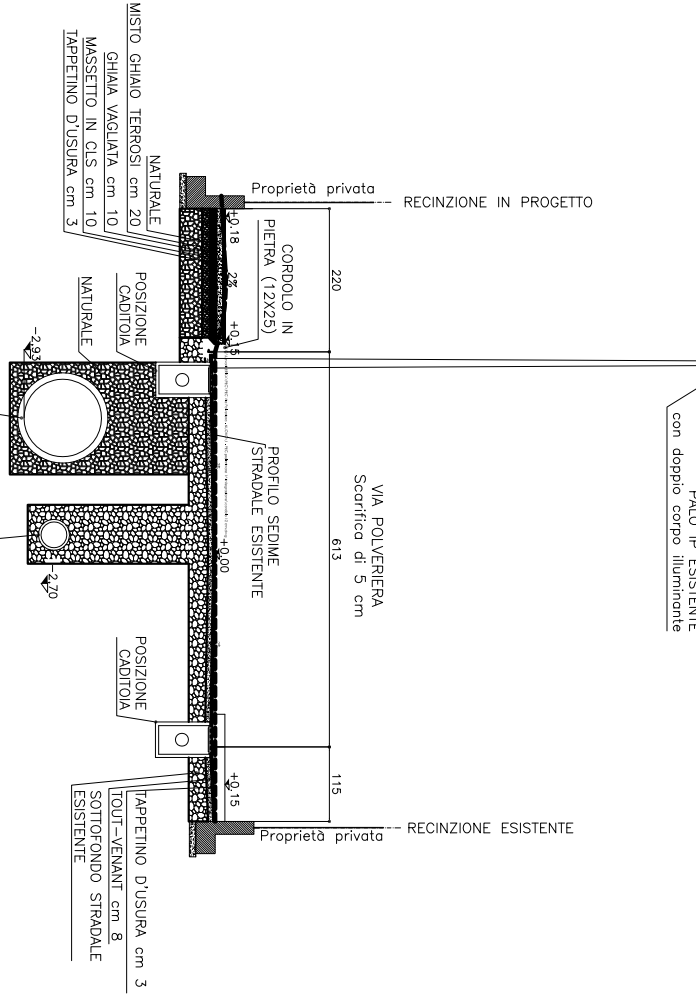 PALO IP ESISTENTE
con doppio corpo illuminante
Proprietà privata
RECINZIONE IN PROGETTO
220
613
115
VIA POLVERIERA
Scarifica di 5 cm
CORDOLO IN
PIETRA (12X25)
+0.18
2%
PROFILO SEDIME
STRADALE ESISTENTE
+0.00
+0.15
Proprietà privata
RECINZIONE ESISTENTE
NATURALE
MISTO GHIAIO TERROSI cm 20
GHIAIA VAGLIATA cm 10
MASSETTO IN CLS cm 10
TAPPETINO D'USURA cm 3
POSIZIONE
CADITOIA
NATURALE
-2.93
-2.70
POSIZIONE
CADITOIA
TAPPETINO D'USURA cm 3
TOUT-VENANT cm 8
SOTTOFONDO STRADALE
ESISTENTE